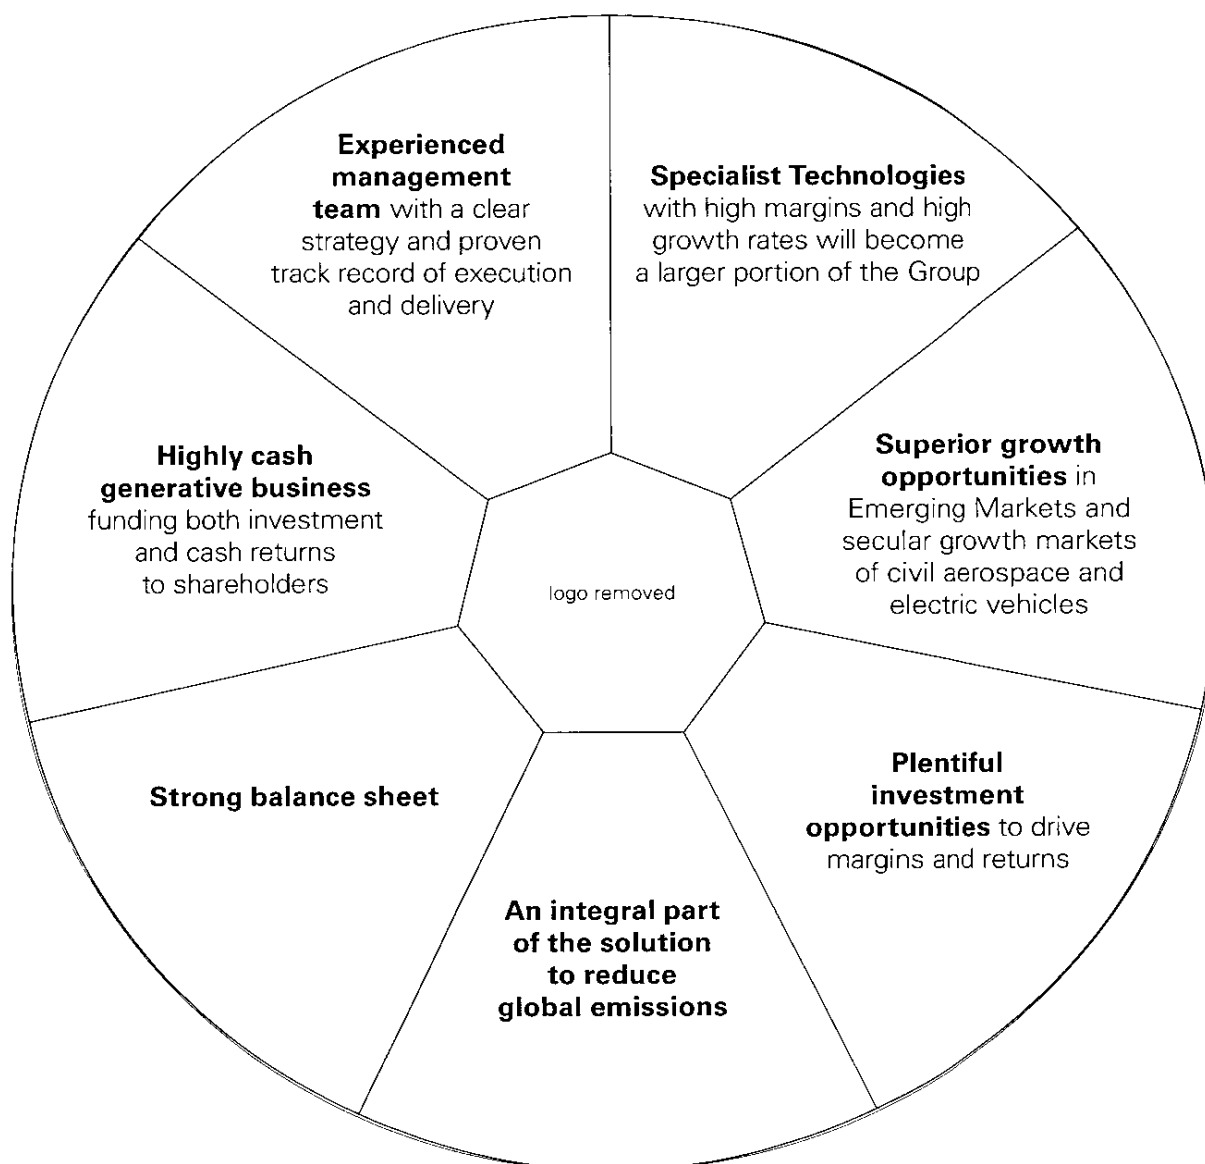 Experienced
management
team with a clear
strategy and proven
track record of execution
and delivery
Specialist Technologies
with high margins and high
growth rates will become
a larger portion of the Group
Superior growth
opportunities in
Emerging Markets and
secular growth markets
of civil aerospace and
electric vehicles
Plentiful
investment
opportunities to drive
margins and returns
An integral part
of the solution
to reduce
global emissions
Strong balance sheet
Highly cash
generative business
funding both investment
and cash returns
to shareholders
logo removed